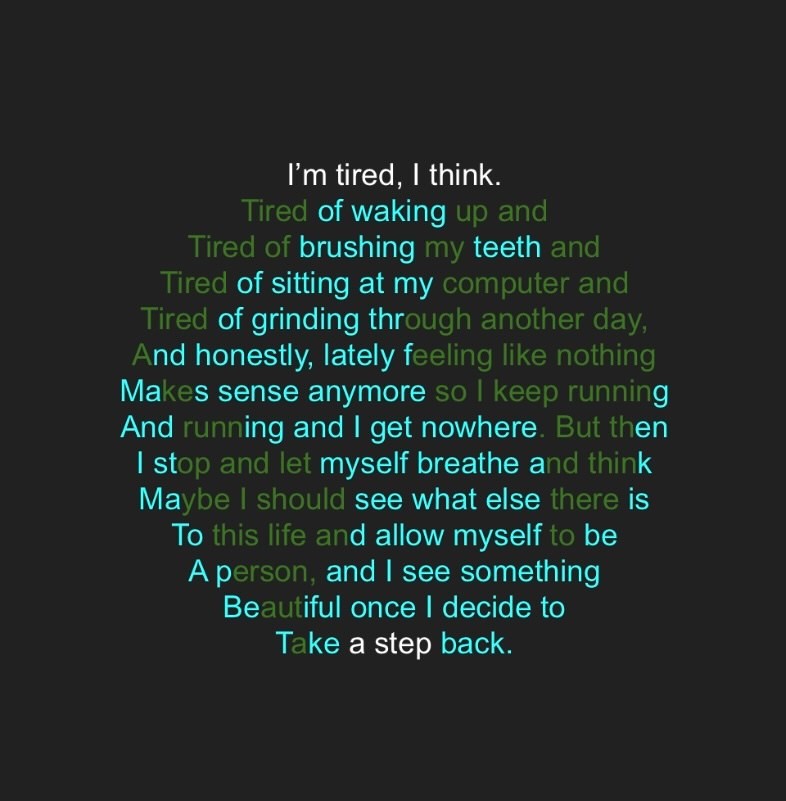 I'm tired, I think.
Tired of waking up and
Tired of brushing my teeth and
Tired of sitting at my computer and
Tired of grinding through another day,
And honestly, lately feeling like nothing
Makes sense anymore so I keep running
And running and I get nowhere. But then
I stop and let myself breathe and think
Maybe I should see what else there is
To this life and allow myself to be
A person, and I see something
Beautiful once I decide to
Take a step back.